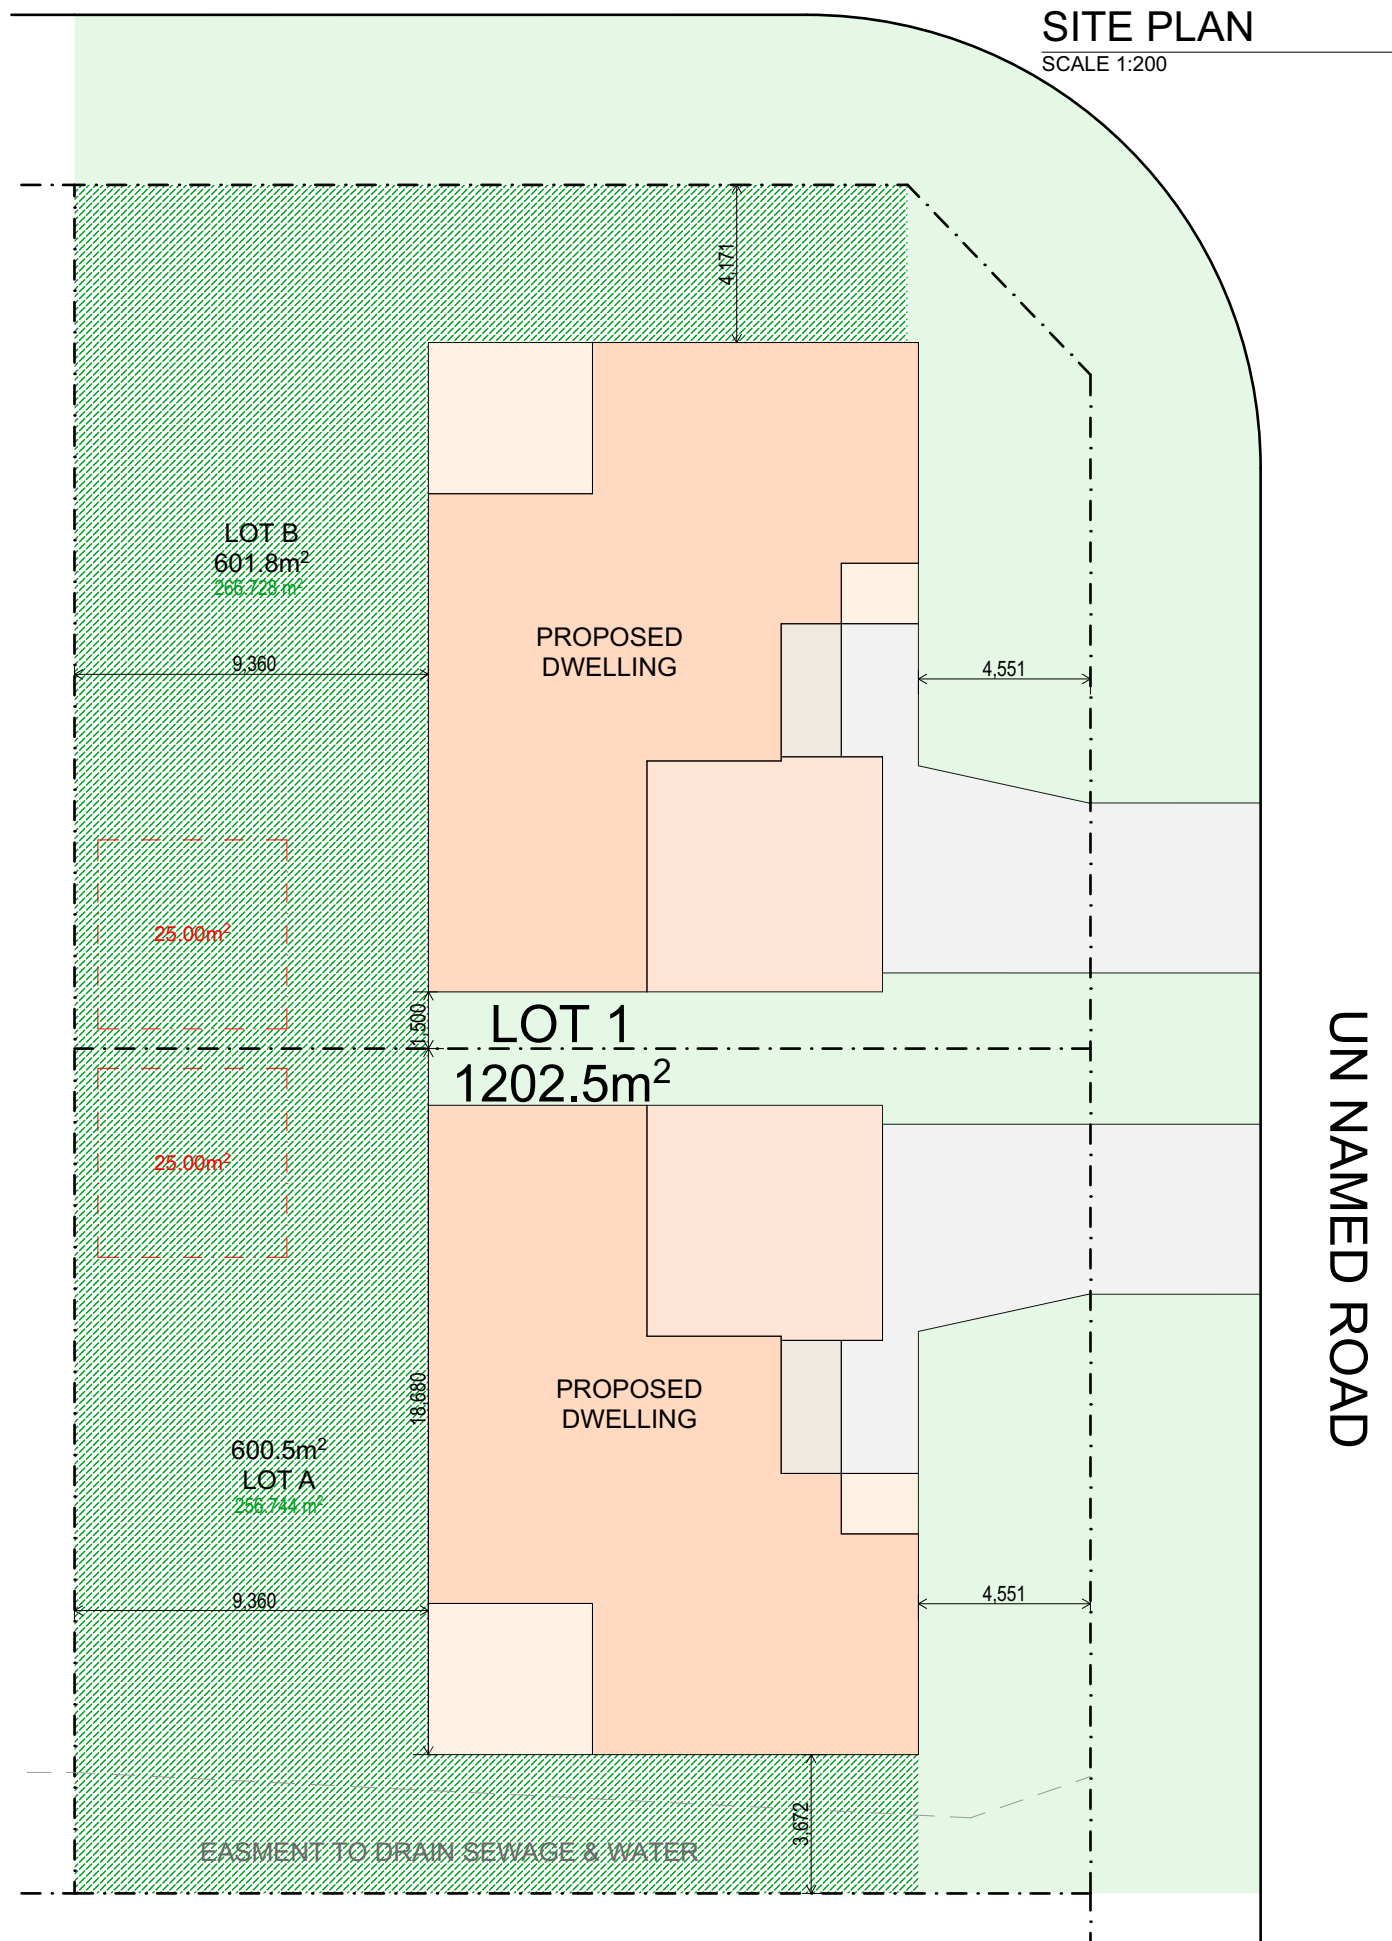 SITE PLAN
SCALE 1:200
4,171
LOT B
601.8m²
266.728 m²
PROPOSED
DWELLING
9,360
4,551
25.00m²
1,500
LOT 1
1202.5m²
UN NAMED ROAD
25.00m²
18,680
PROPOSED
DWELLING
600.5m²
LOT A
256.744 m²
9,360
4,551
3,672
EASMENT TO DRAIN SEWAGE & WATER